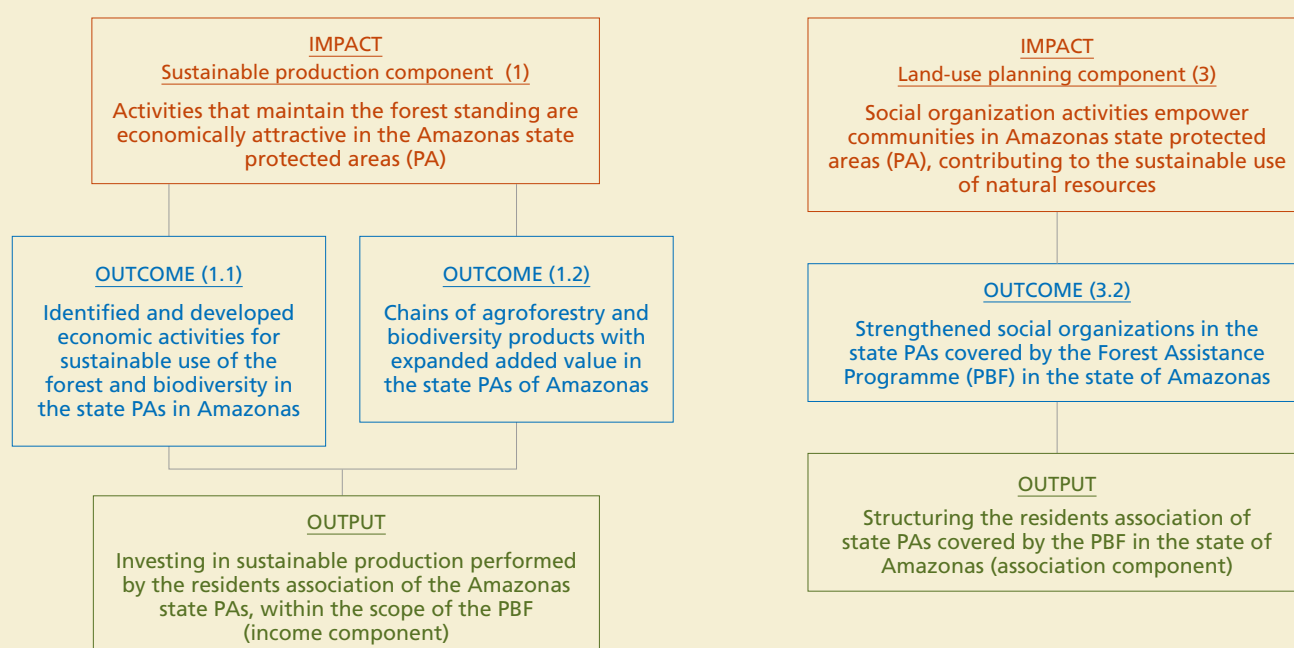 IMPACT
Sustainable production component (1)
Activities that maintain the forest standing are
economically attractive in the Amazonas state
protected areas (PA)
OUTCOME (1.1)
Identified and developed
economic activities for
sustainable use of the
forest and biodiversity in
the state PAs in Amazonas
OUTCOME (1.2)
Chains of agroforestry and
biodiversity products with
expanded added value in
the state PAs of Amazonas
OUTPUT
Investing in sustainable production performed
by the residents association of the Amazonas
state PAs, within the scope of the PBF
(income component)
IMPACT
Land-use planning component (3)
Social organization activities empower
communities in Amazonas state protected
areas (PA), contributing to the sustainable use
of natural resources
OUTCOME (3.2)
Strengthened social organizations in the
state PAs covered by the Forest Assistance
Programme (PBF) in the state of Amazonas
OUTPUT
Structuring the residents association of
state PAs covered by the PBF in the state of
Amazonas (association component)